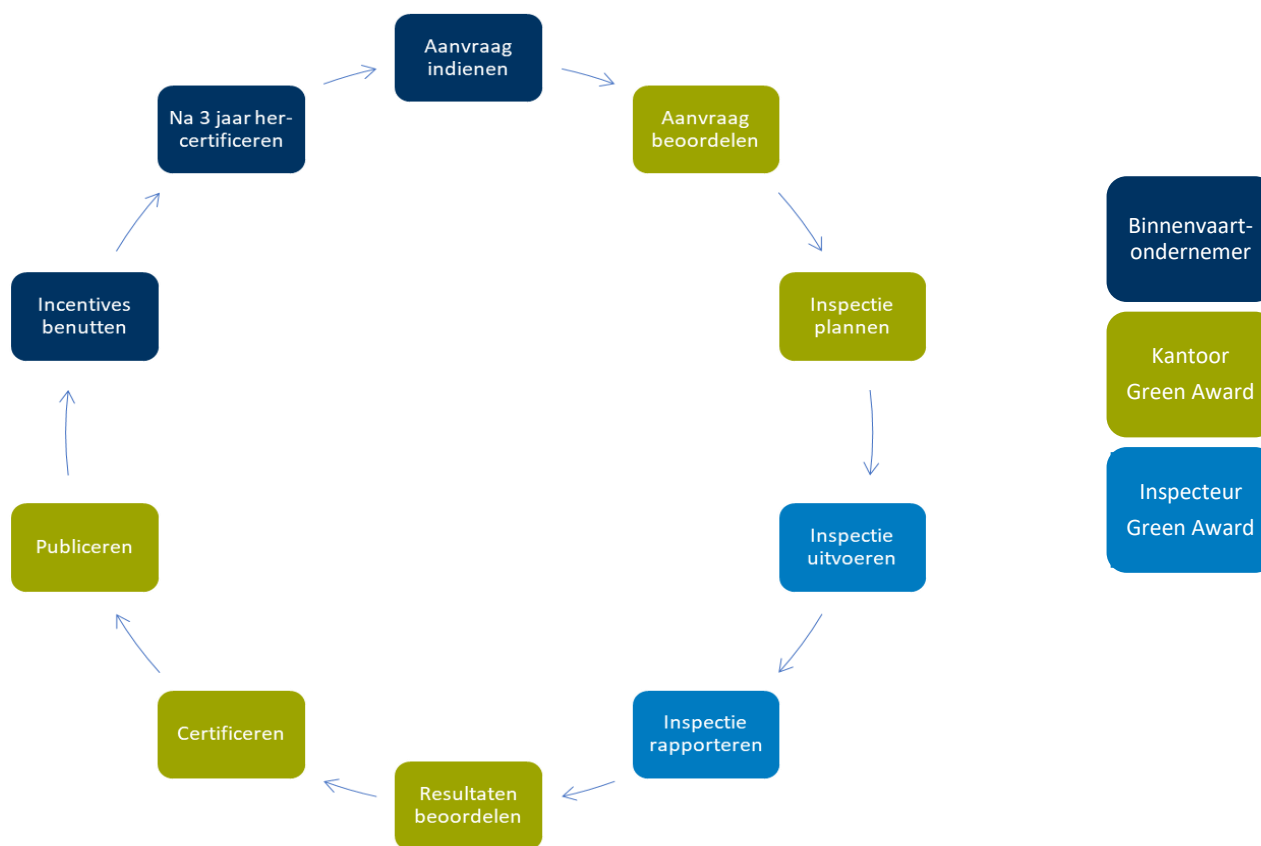 Aanvraag
indienen
Aanvraag
beoordelen
Inspectie
plannen
Inspectie
uitvoeren
Inspectie
rapporteren
Resultaten
beoordelen
Certificeren
Publiceren
Incentives
benutten
Na 3 jaar her-
certificeren
Binnenvaart-
ondernemer
Kantoor
Green Award
Inspecteur
Green Award